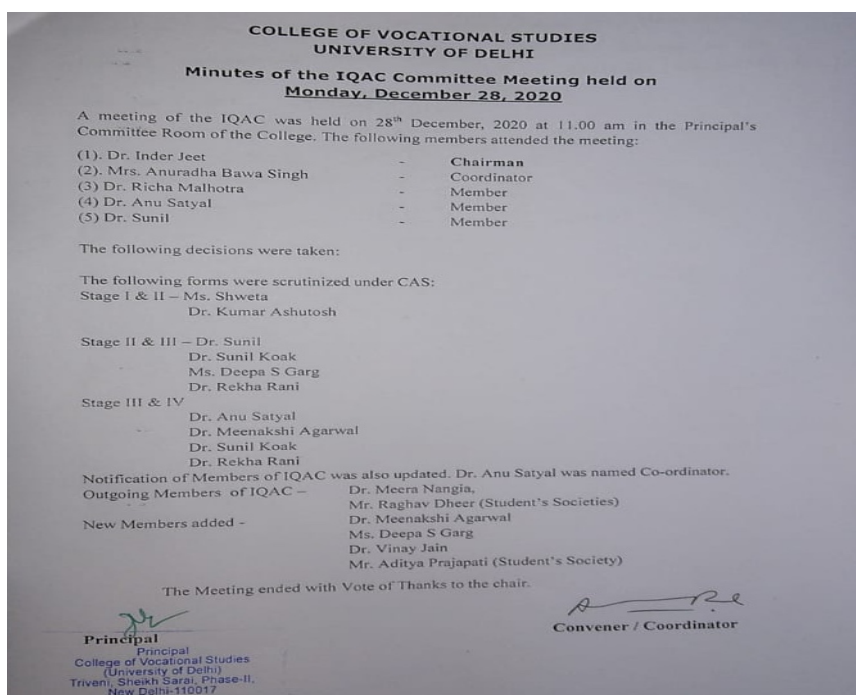 COLLEGE OF VOCATIONAL STUDIES
UNIVERSITY OF DELHI
Minutes of the IQAC Committee Meeting held on
Monday, December 28, 2020
A meeting of the IQAC was held on 28th December, 2020 at 11.00 am in the Principal's
Committee Room of the College. The following members attended the meeting:
(1). Dr. Inder Jeet - Chairman
(2). Mrs. Anuradha Bawa Singh - Coordinator
(3) Dr. Richa Malhotra - Member
(4) Dr. Anu Satyal - Member
(5) Dr. Sunil - Member
The following decisions were taken:
The following forms were scrutinized under CAS:
Stage I & II – Ms. Shweta
Dr. Kumar Ashutosh
Stage II & III – Dr. Sunil
Dr. Sunil Koak
Ms. Deepa S Garg
Dr. Rekha Rani
Stage III & IV
Dr. Anu Satyal
Dr. Meenakshi Agarwal
Dr. Sunil Koak
Dr. Rekha Rani
Notification of Members of IQAC was also updated. Dr. Anu Satyal was named Co-ordinator.
Outgoing Members of IQAC – Dr. Meera Nangia,
Mr. Raghav Dheer (Student's Societies)
New Members added - Dr. Meenakshi Agarwal
Ms. Deepa S Garg
Dr. Vinay Jain
Mr. Aditya Prajapati (Student's Society)
The Meeting ended with Vote of Thanks to the chair.
Principal
Convener / Coordinator
Principal
College of Vocational Studies
(University of Delhi)
Triveni, Sheikh Sarai, Phase-II,
New Delhi-110017